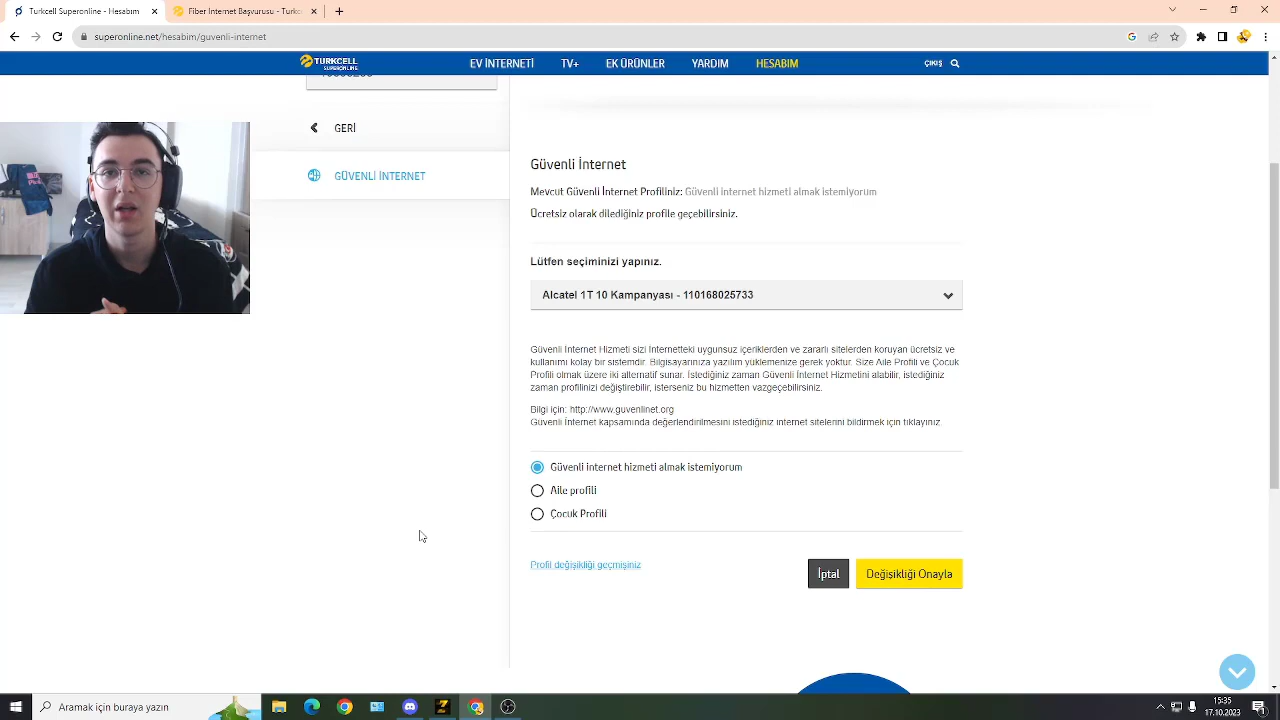 Turkcell Superonline - Hesabım
Fiber İnternet Başvurusu - Turkc
superonline.net/hesabim/guvenli-internet
TURKCELL
SUPERONLINE
EV İNTERNETİ
TV+
EK ÜRÜNLER
YARDIM
HESABIM
ÇIKIŞ
GERİ
GÜVENLİ İNTERNET
Güvenli İnternet
Mevcut Güvenli İnternet Profiliniz: Güvenli internet hizmeti almak istemiyorum
Ücretsiz olarak dilediğiniz profile geçebilirsiniz.
Lütfen seçiminizi yapınız.
Alcatel 1T 10 Kampanyası - 110168025733
Güvenli İnternet Hizmeti sizi İnternetteki uygunsuz içeriklerden ve zararlı sitelerden koruyan ücretsiz ve
kullanımı kolay bir sistemdir. Bilgisayarınıza yazılım yüklemenize gerek yoktur. Size Aile Profili ve Çocuk
Profili olmak üzere iki alternatif sunar. İstediğiniz zaman Güvenli İnternet Hizmetini alabilir, istediğiniz
zaman profilinizi değiştirebilir, isterseniz bu hizmetten vazgeçebilirsiniz.
Bilgi için: http://www.guvenlinet.org
Güvenli İnternet kapsamında değerlendirilmesini istediğiniz internet sitelerini bildirmek için tıklayınız.
Güvenli internet hizmeti almak istemiyorum
Aile profili
Çocuk Profili
Profil değişikliği geçmişiniz
İptal
Değişikliği Onayla
Aramak için buraya yazın
15:35
17.10.2023